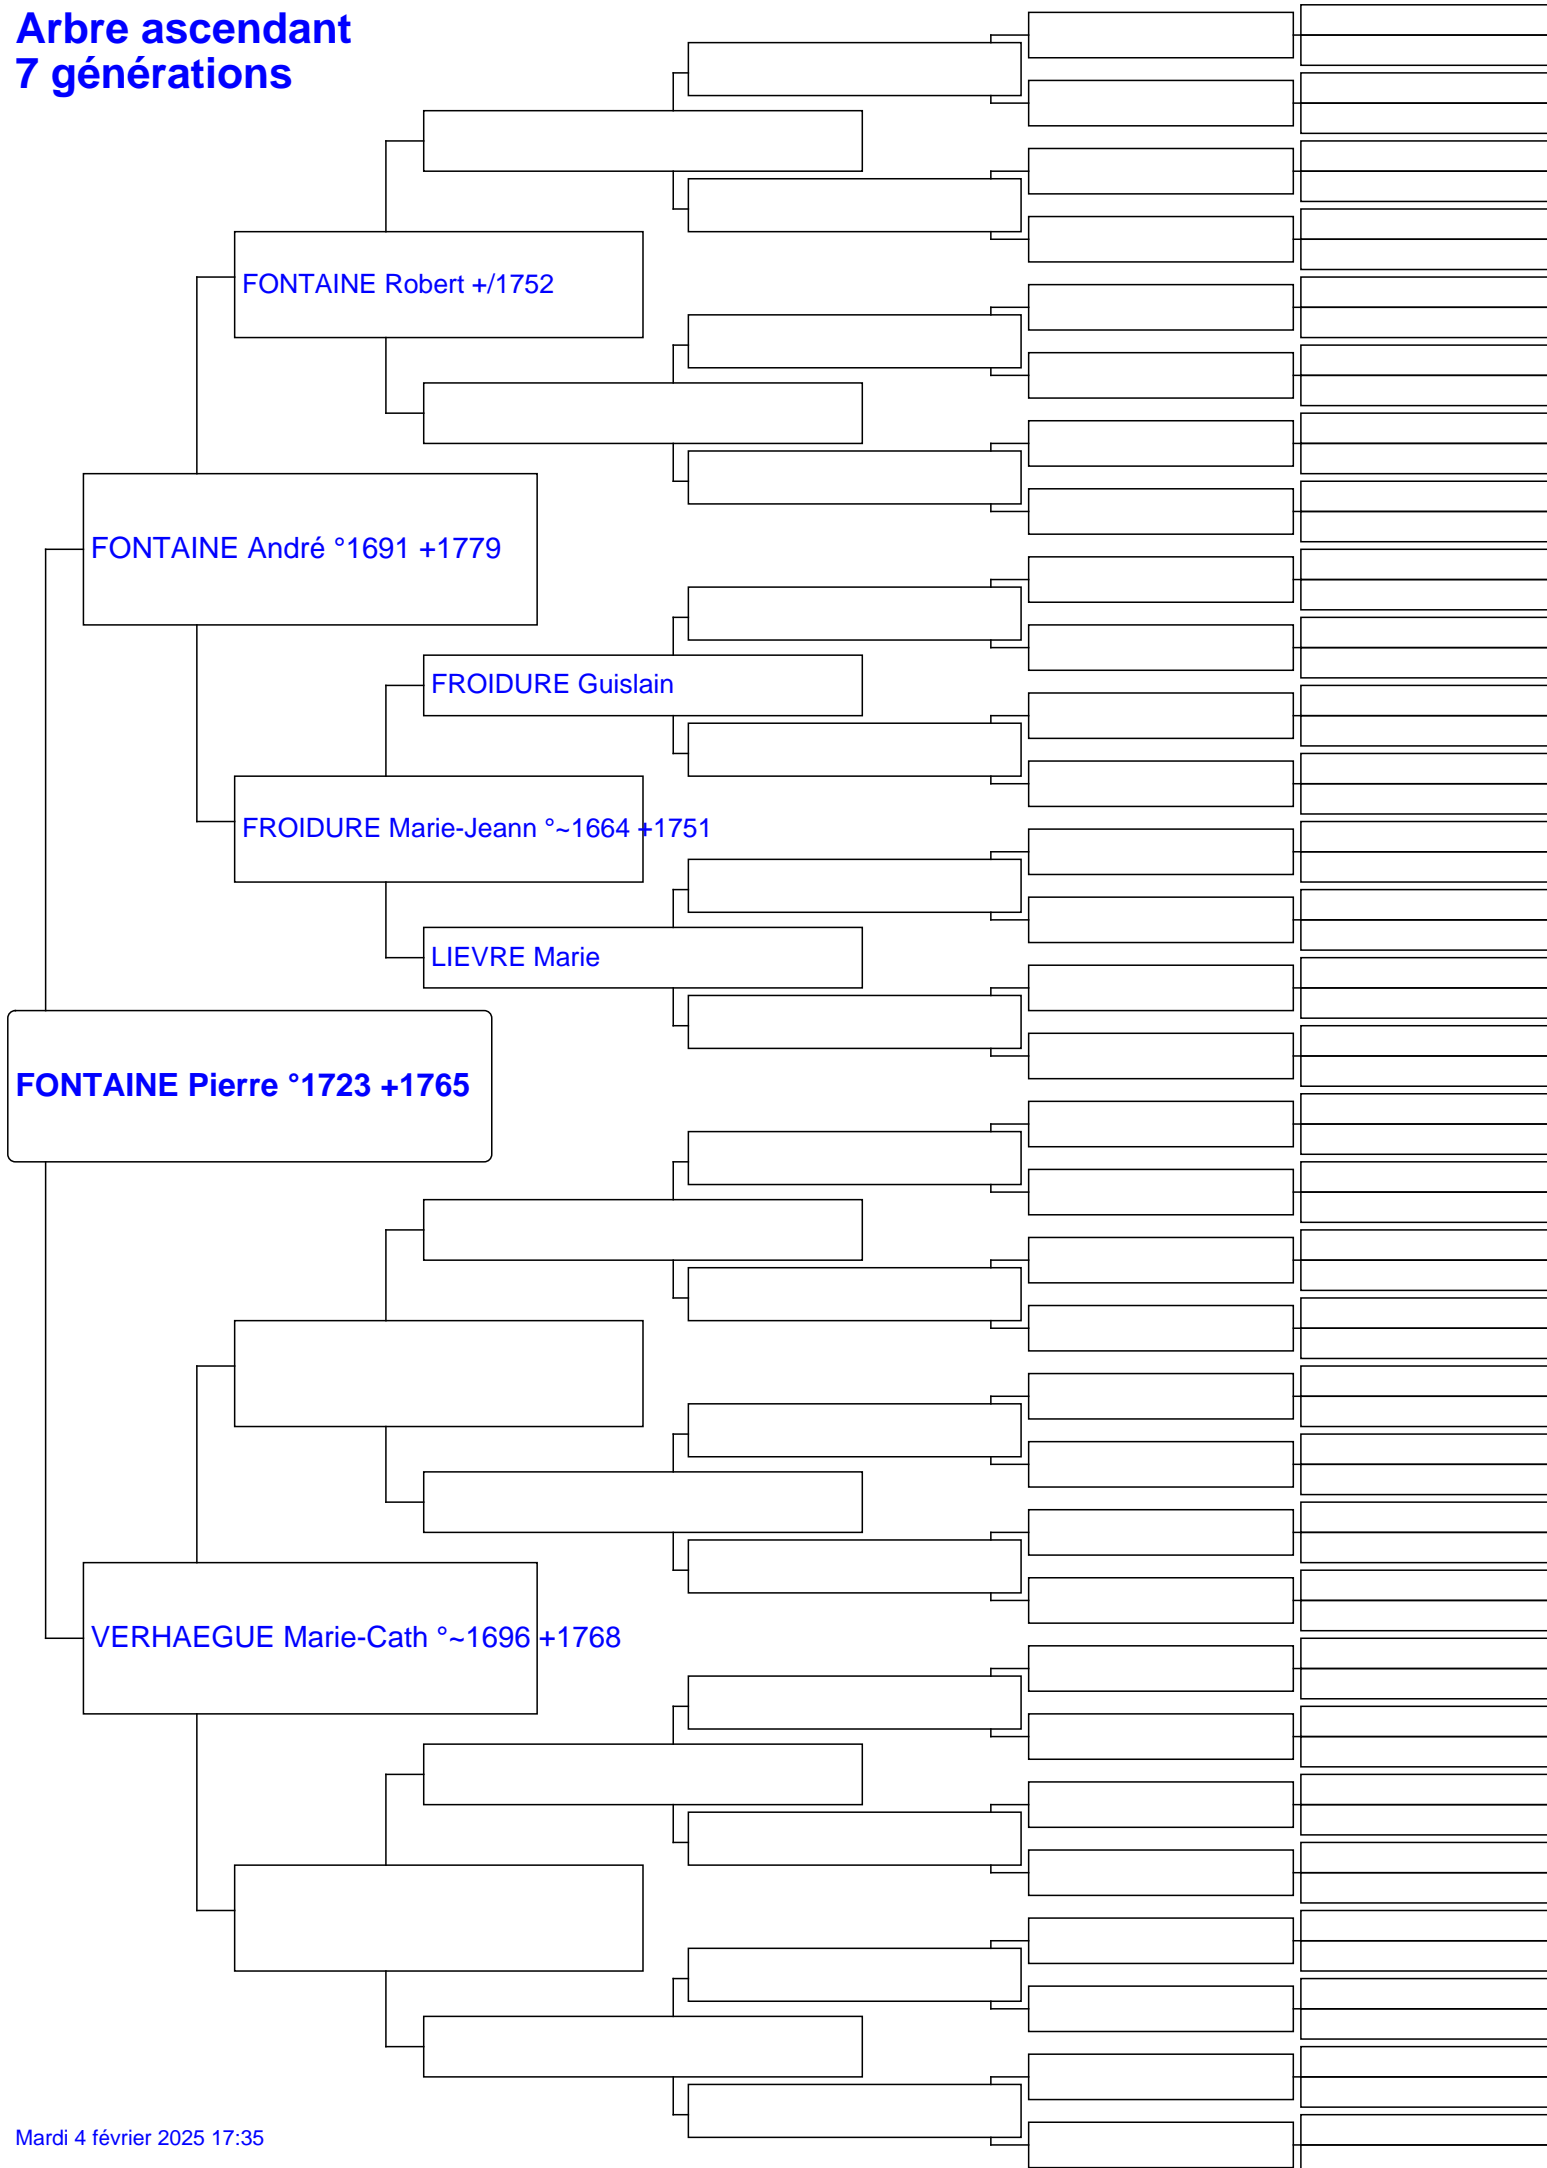 Arbre ascendant
7 générations
FONTAINE Robert +/1752
FONTAINE André °1691 +1779
FROIDURE Guislain
FROIDURE Marie-Jeann °~1664 +1751
LIEVRE Marie
FONTAINE Pierre °1723 +1765
VERHAEGUE Marie-Cath °~1696 +1768
Mardi 4 février 2025 17:35